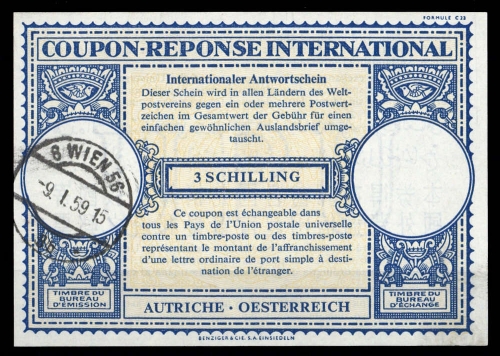 FORMULE C 22
COUPON-REPONSE INTERNATIONAL
Internationaler Antwortschein
Dieser Schein wird in allen Ländern des Welt-
postvereins gegen ein oder mehrere Postwert-
zeichen im Gesamtwert der Gebühr für einen
einfachen gewöhnlichen Auslandsbrief umge-
tauscht.
8 WIEN 56
-9. I. 59 15
3 SCHILLING
Ce coupon est échangeable dans
tous les Pays de l'Union postale universelle
contre un timbre-poste ou des timbres-poste
représentant le montant de l'affranchissement
d'une lettre ordinaire de port simple à desti-
nation de l'étranger.
TIMBRE DU
BUREAU
D'ÉMISSION
TIMBRE DU
BUREAU
D'ÉCHANGE
AUTRICHE · OESTERREICH
BENZIGER & CIE. S.A. EINSIEDELN